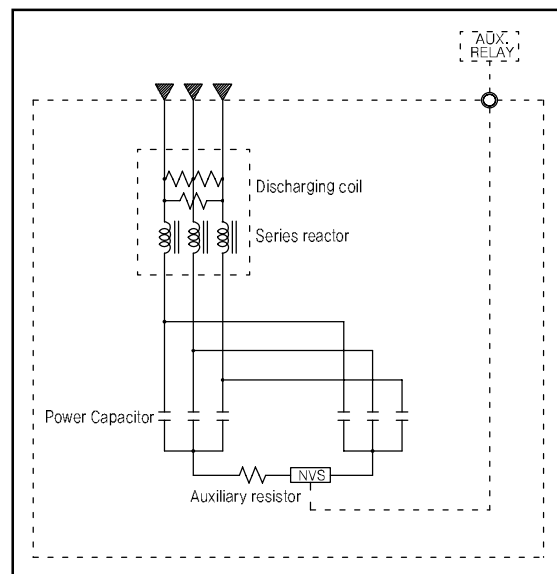 AUX.
RELAY
Discharging coil
Series reactor
Power Capacitor
NVS
Auxiliary resistor